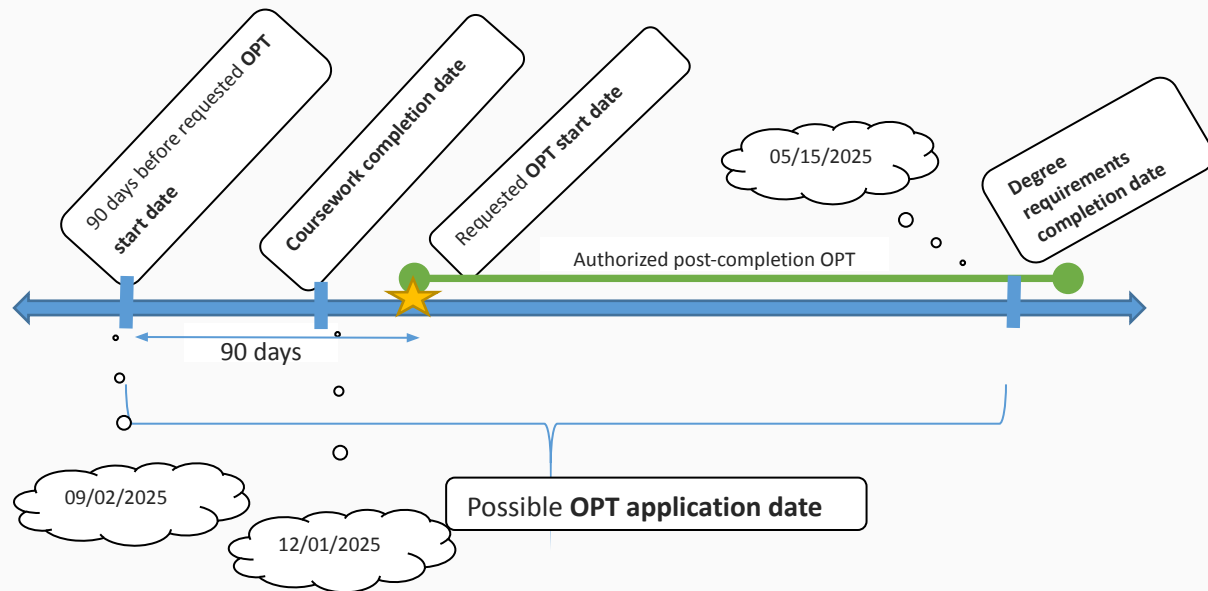 90 days before requested OPT
start date
Coursework completion date
Requested OPT start date
05/15/2025
Degree
requirements
completion date
Authorized post-completion OPT
90 days
09/02/2025
12/01/2025
Possible OPT application date